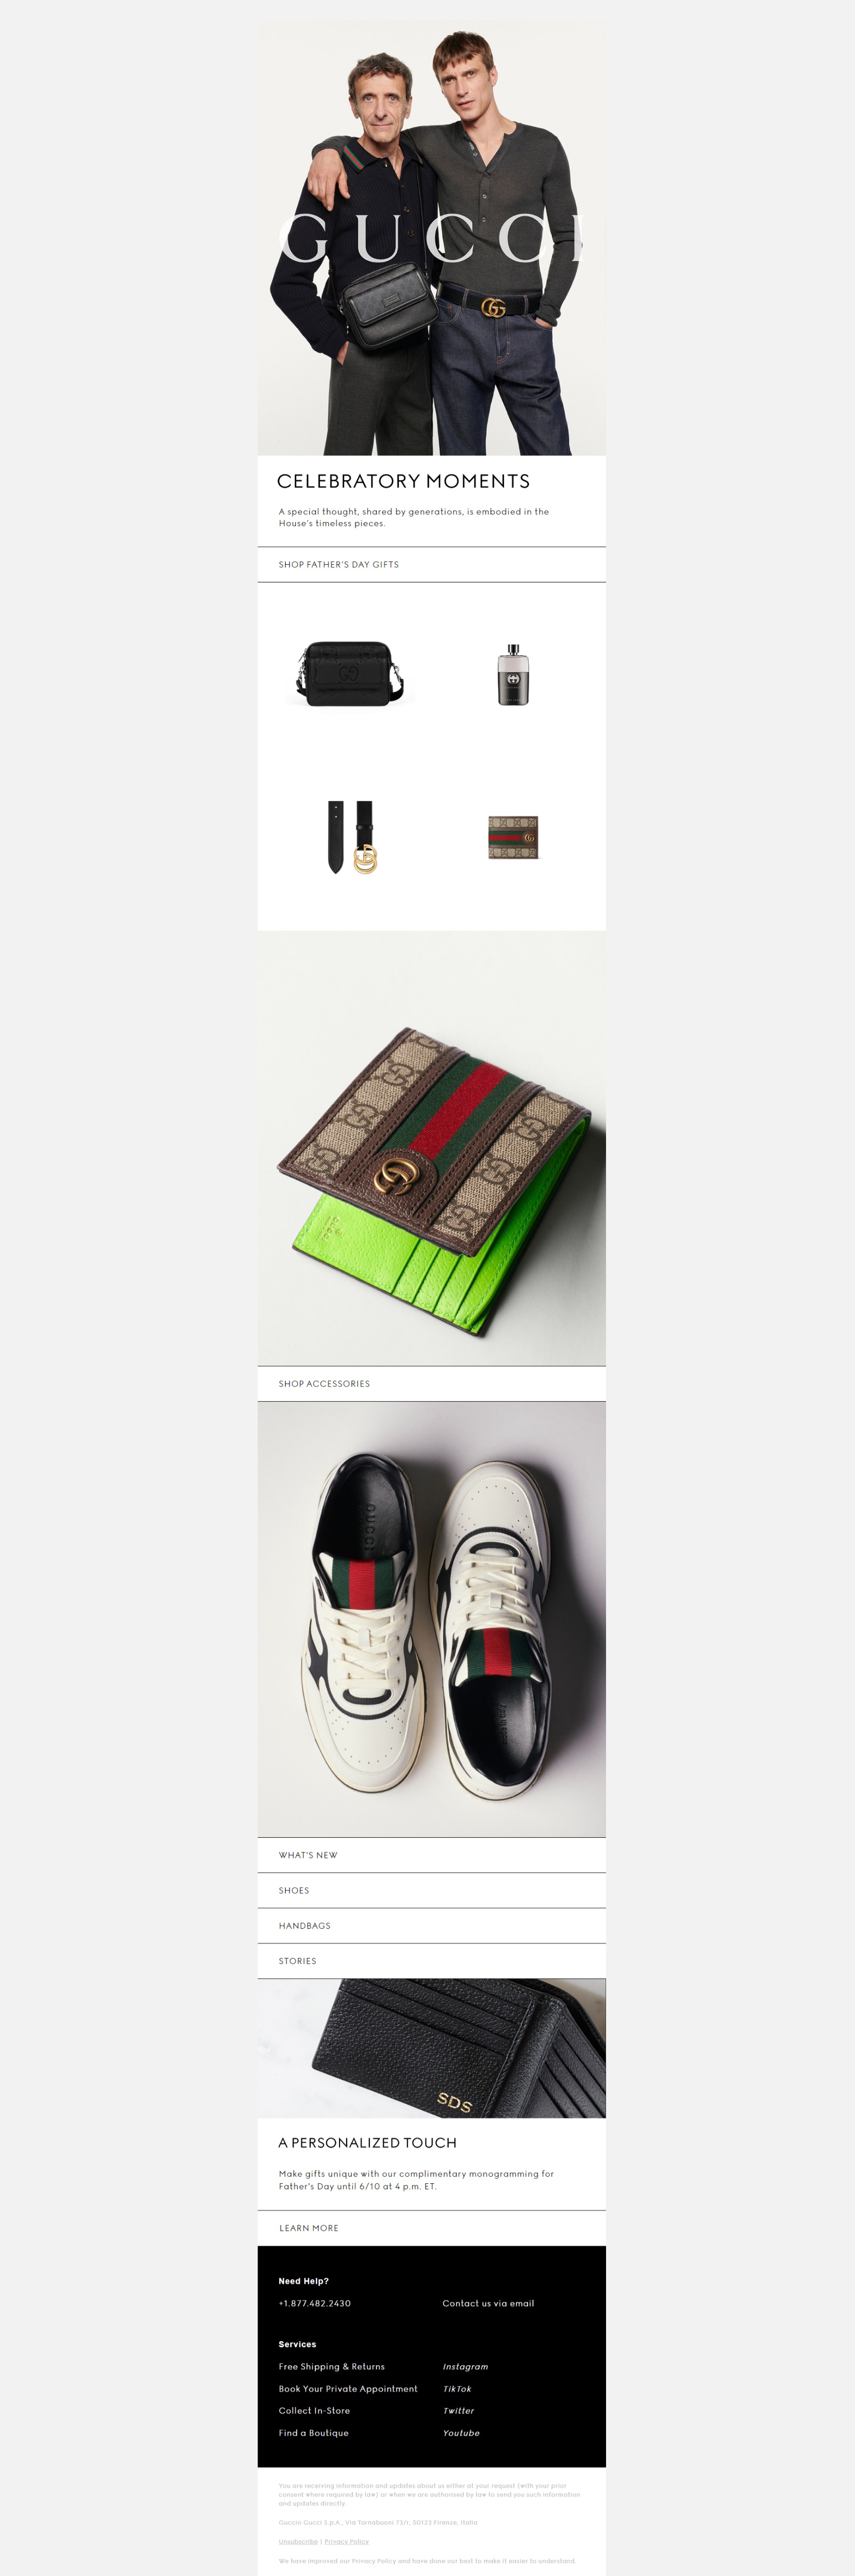 GUCCI
CELEBRATORY MOMENTS
A special thought, shared by generations, is embodied in the
House's timeless pieces.
SHOP FATHER'S DAY GIFTS
SHOP ACCESSORIES
GUCCI
WHAT'S NEW
SHOES
HANDBAGS
STORIES
SDS
A PERSONALIZED TOUCH
Make gifts unique with our complimentary monogramming for
Father's Day until 6/10 at 4 p.m. ET.
LEARN MORE
Need Help?
+1.877.482.2430
Contact us via email
Services
Free Shipping & Returns
Instagram
Book Your Private Appointment
TikTok
Collect In-Store
Twitter
Find a Boutique
Youtube
You are receiving information and updates about us either at your request (with your prior
consent where required by law) or when we are authorised by law to send you such information
and updates directly.
Guccio Gucci S.p.A., Via Tornabuoni 73/r, 50123 Firenze, Italia
Unsubscribe | Privacy Policy
We have improved our Privacy Policy and have done our best to make it easier to understand.